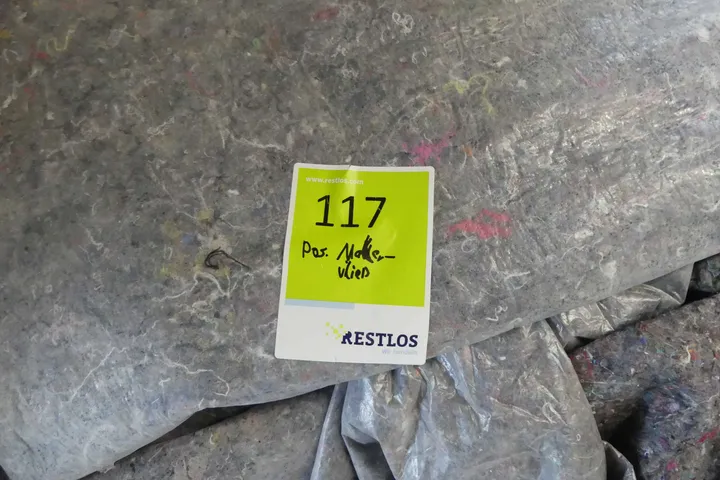 www.restlos.com
117
Pos. Maler-
vlies
RESTLOS